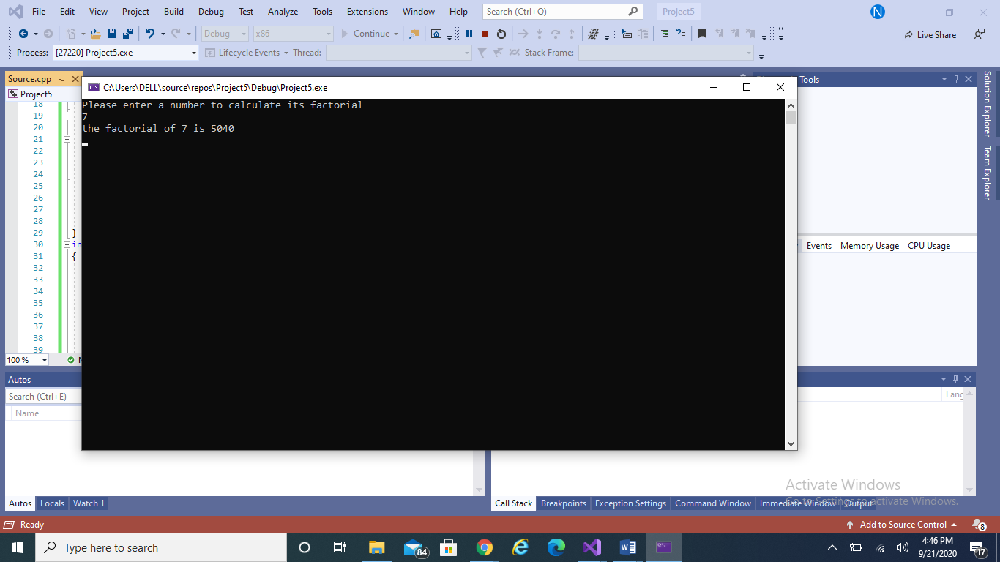 File Edit View Project Build Debug Test Analyze Tools Extensions Window Help Search (Ctrl+Q) Project5 N
Debug x86 Continue Live Share
Process: [27220] Project5.exe Lifecycle Events Thread: Stack Frame:
Source.cpp Tools
C:\Users\DELL\source\repos\Project5\Debug\Project5.exe
Project5
Please enter a number to calculate its factorial
7
the factorial of 7 is 5040
18
19
20
21
22
23
24
25
26
27
28
29 }
30 in
31 {
32
33
34
35
36
37
38
39
100 %
Solution Explorer
Team Explorer
Events Memory Usage CPU Usage
Autos
Search (Ctrl+E)
Name
Lang
Autos Locals Watch 1
Call Stack Breakpoints Exception Settings Command Window Immediate Window Output
Activate Windows
Go to Settings to activate Windows.
Ready Add to Source Control 8
Type here to search 84 4:46 PM
9/21/2020 17